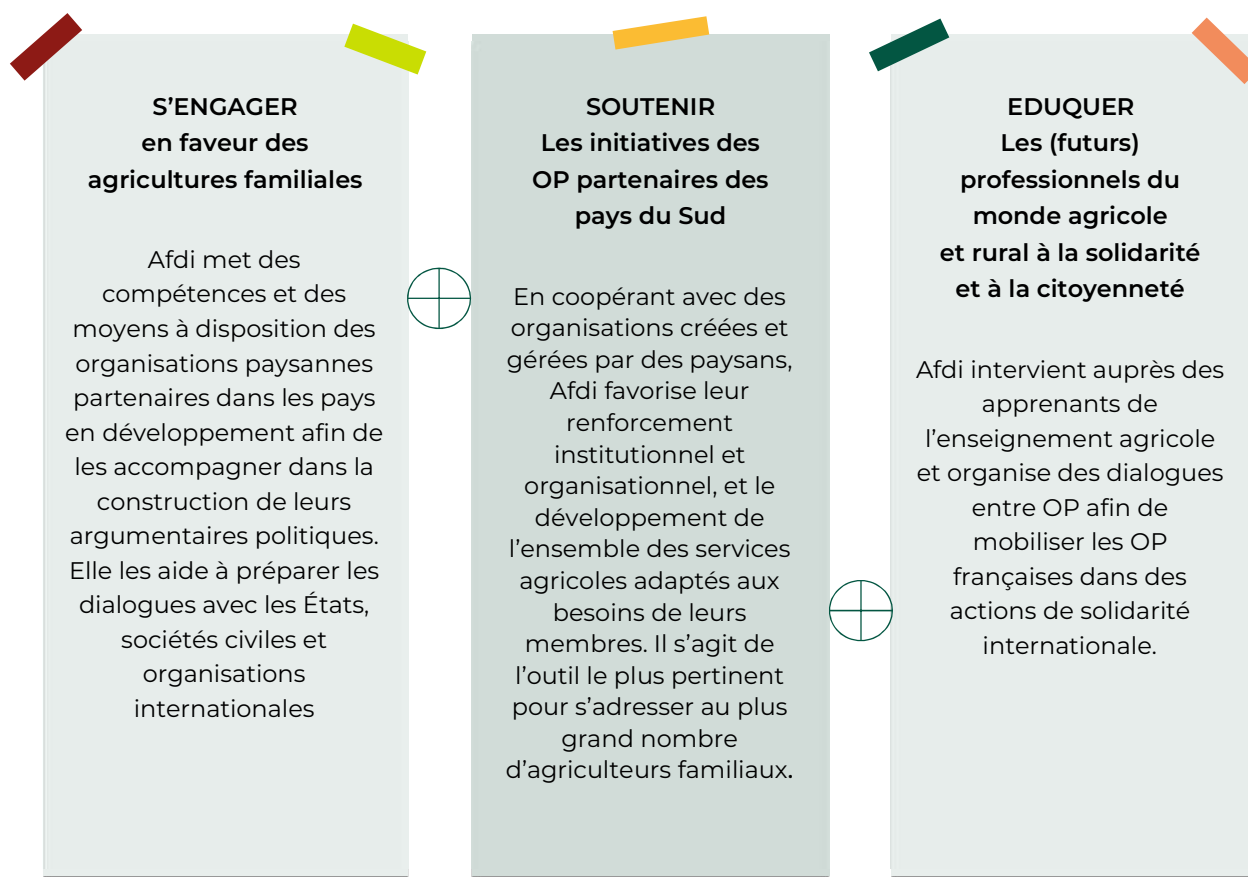 S’ENGAGER
en faveur des
agricultures familiales
Afdi met des
compétences et des
moyens à disposition des
organisations paysannes
partenaires dans les pays
en développement afin de
les accompagner dans la
construction de leurs
argumentaires politiques.
Elle les aide à préparer les
dialogues avec les États,
sociétés civiles et
organisations
internationales
SOUTENIR
Les initiatives des
OP partenaires des
pays du Sud
En coopérant avec des
organisations créées et
gérées par des paysans,
Afdi favorise leur
renforcement
institutionnel et
organisationnel, et le
développement de
l’ensemble des services
agricoles adaptés aux
besoins de leurs
membres. Il s’agit de
l’outil le plus pertinent
pour s’adresser au plus
grand nombre
d’agriculteurs familiaux.
EDUQUER
Les (futurs)
professionnels du
monde agricole
et rural à la solidarité
et à la citoyenneté
Afdi intervient auprès des
apprenants de
l’enseignement agricole
et organise des dialogues
entre OP afin de
mobiliser les OP
françaises dans des
actions de solidarité
internationale.